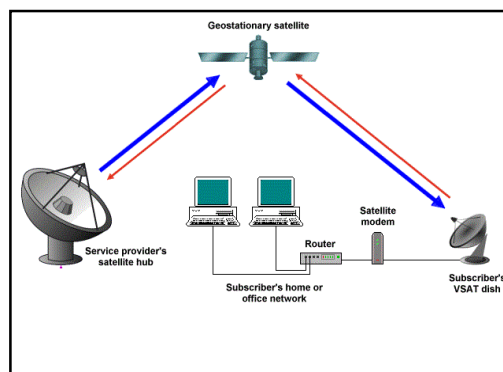 Geostationary satellite
Service provider's
satellite hub
Satellite
modem
Router
Subscriber's home or
office network
Subscriber's
VSAT dish